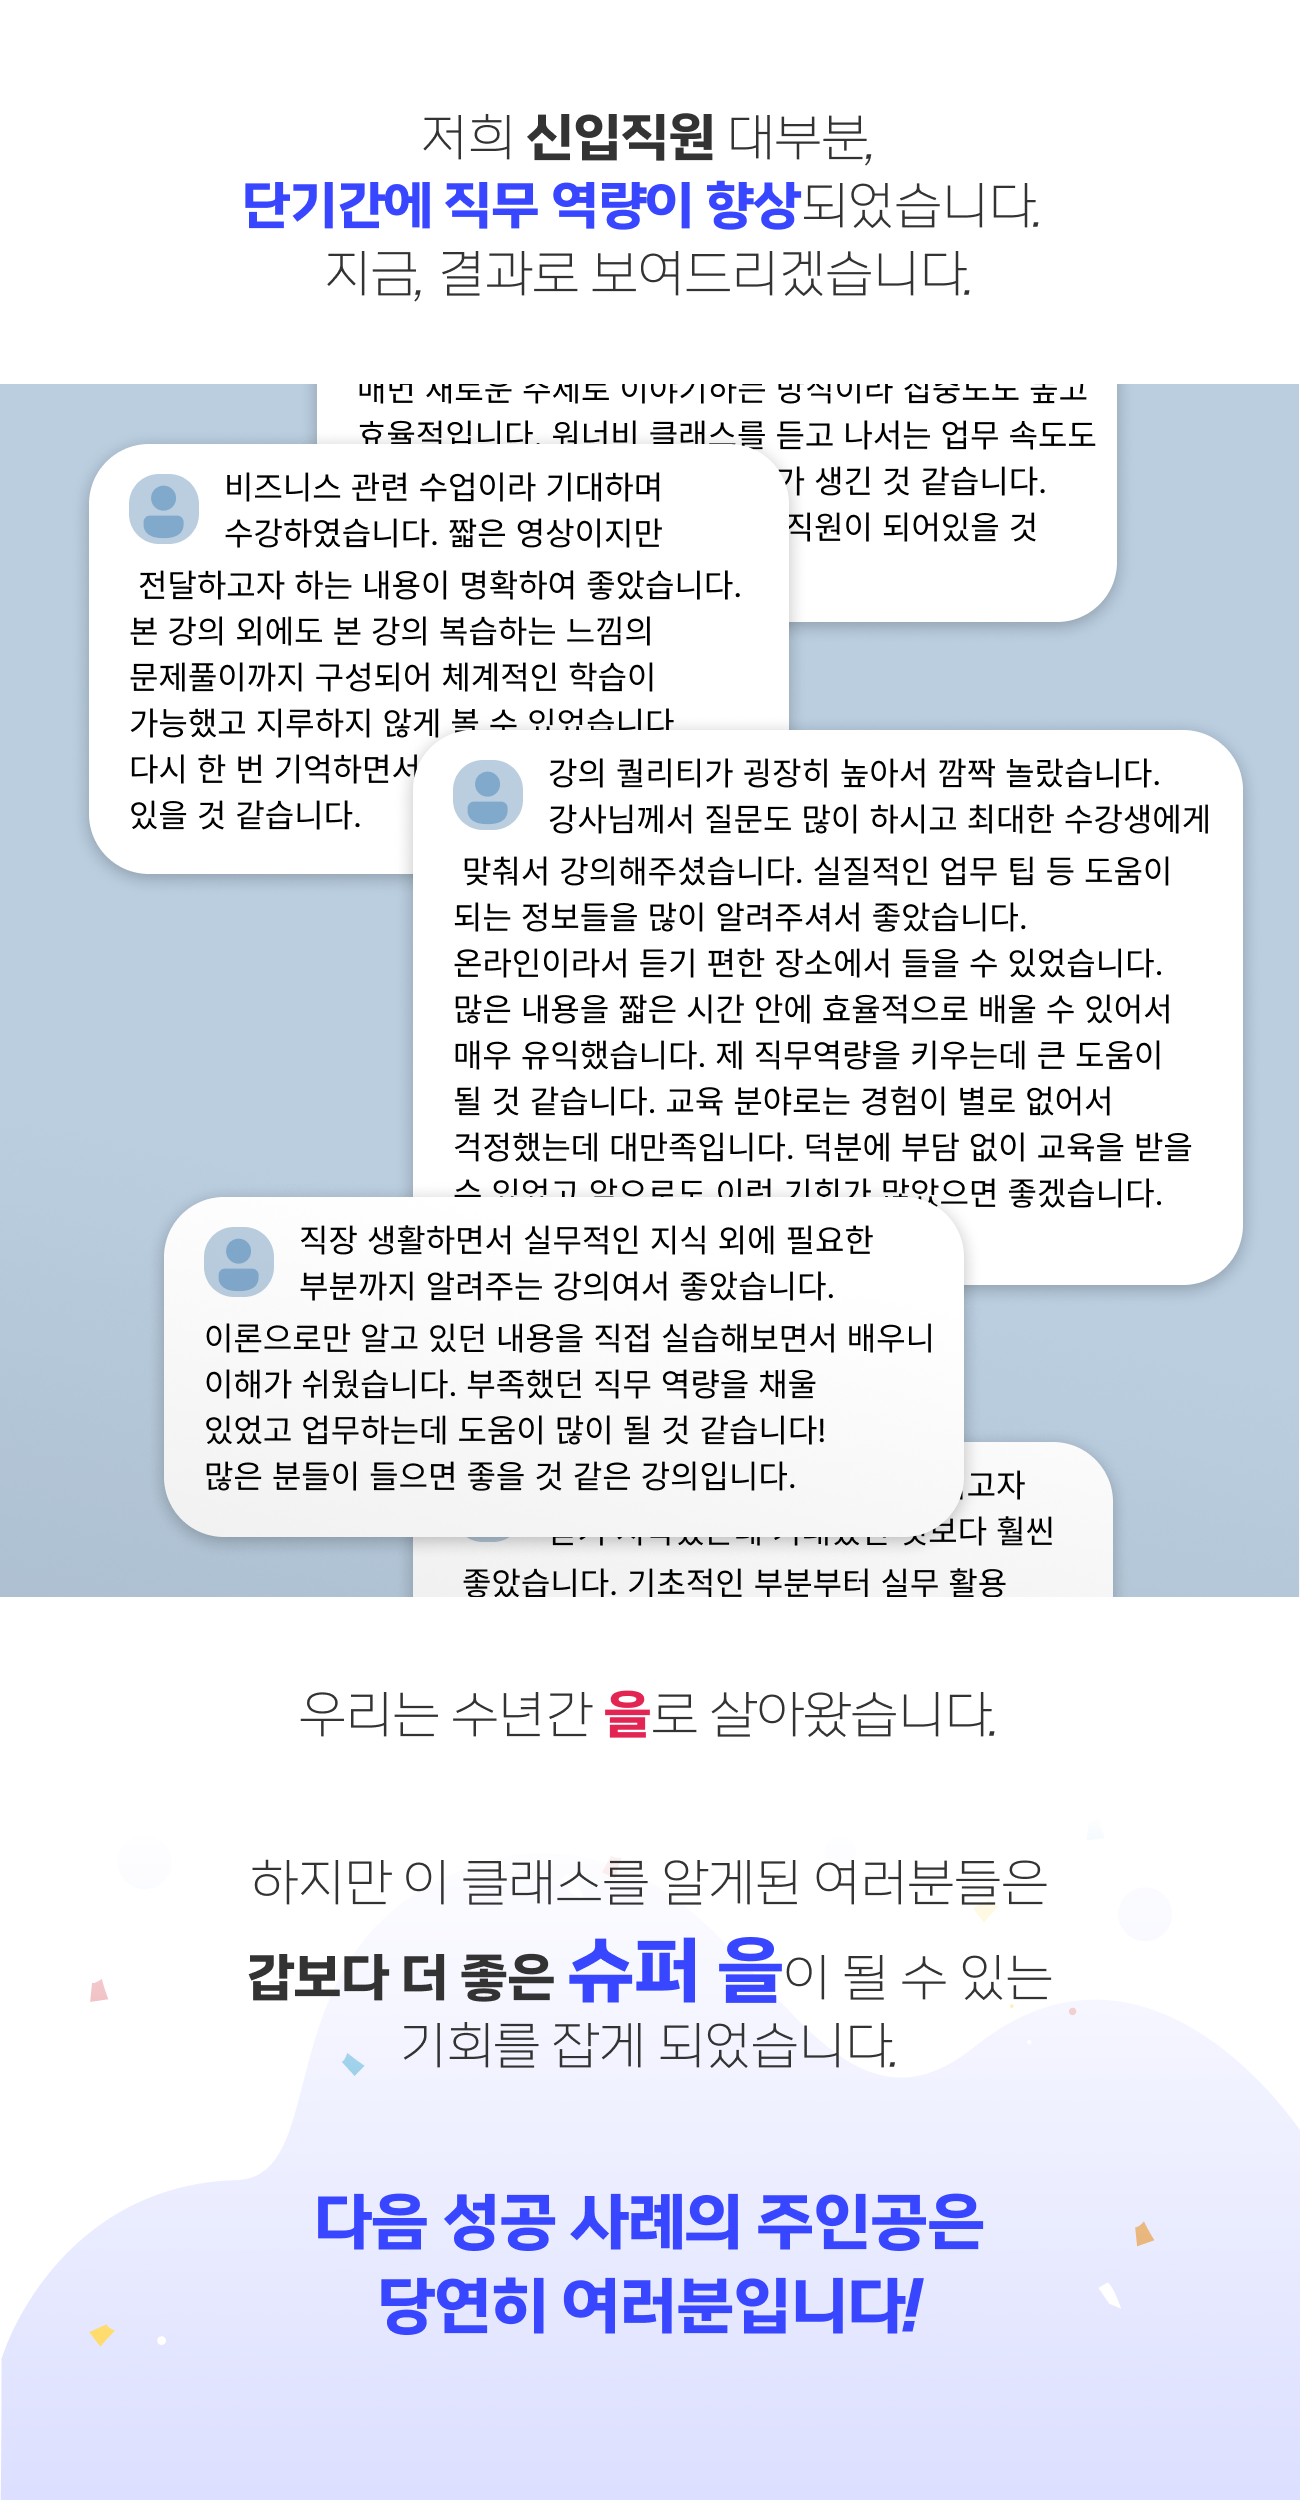 저희 신입직원 대부분,
단기간에 직무 역량이 향상되었습니다.
지금, 결과로 보여드리겠습니다.
매번 새로운 주제로 이야기하는 방식이라 집중도도 높고
효율적입니다. 워너비 클래스를 듣고 나서는 업무 속도도
가 생긴 것 같습니다.
직원이 되어있을 것
비즈니스 관련 수업이라 기대하며
수강하였습니다. 짧은 영상이지만
전달하고자 하는 내용이 명확하여 좋았습니다.
본 강의 외에도 본 강의 복습하는 느낌의
문제풀이까지 구성되어 체계적인 학습이
가능했고 지루하지 않게 볼 수 있었습니다
다시 한 번 기억하면서
있을 것 같습니다.
강의 퀄리티가 굉장히 높아서 깜짝 놀랐습니다.
강사님께서 질문도 많이 하시고 최대한 수강생에게
맞춰서 강의해주셨습니다. 실질적인 업무 팁 등 도움이
되는 정보들을 많이 알려주셔서 좋았습니다.
온라인이라서 듣기 편한 장소에서 들을 수 있었습니다.
많은 내용을 짧은 시간 안에 효율적으로 배울 수 있어서
매우 유익했습니다. 제 직무역량을 키우는데 큰 도움이
될 것 같습니다. 교육 분야로는 경험이 별로 없어서
걱정했는데 대만족입니다. 덕분에 부담 없이 교육을 받을
수 있었고 앞으로도 이런 기회가 많았으면 좋겠습니다.
직장 생활하면서 실무적인 지식 외에 필요한
부분까지 알려주는 강의여서 좋았습니다.
이론으로만 알고 있던 내용을 직접 실습해보면서 배우니
이해가 쉬웠습니다. 부족했던 직무 역량을 채울
있었고 업무하는데 도움이 많이 될 것 같습니다!
많은 분들이 들으면 좋을 것 같은 강의입니다.
고자
보다 훨씬
좋았습니다. 기초적인 부분부터 실무 활용
우리는 수년간 을로 살아왔습니다.
하지만 이 클래스를 알게된 여러분들은
갑보다 더 좋은 슈퍼 을이 될 수 있는
기회를 잡게 되었습니다.
다음 성공 사례의 주인공은
당연히 여러분입니다!